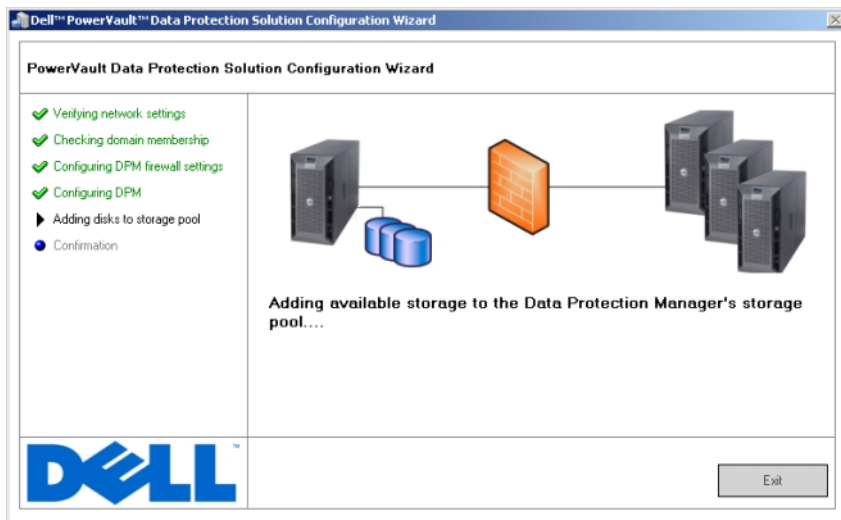 Dell™ PowerVault™ Data Protection Solution Configuration Wizard
PowerVault Data Protection Solution Configuration Wizard
Verifying network settings
Checking domain membership
Configuring DPM firewall settings
Configuring DPM
Adding disks to storage pool
Confirmation
Adding available storage to the Data Protection Manager's storage
pool....
DELL™
Exit